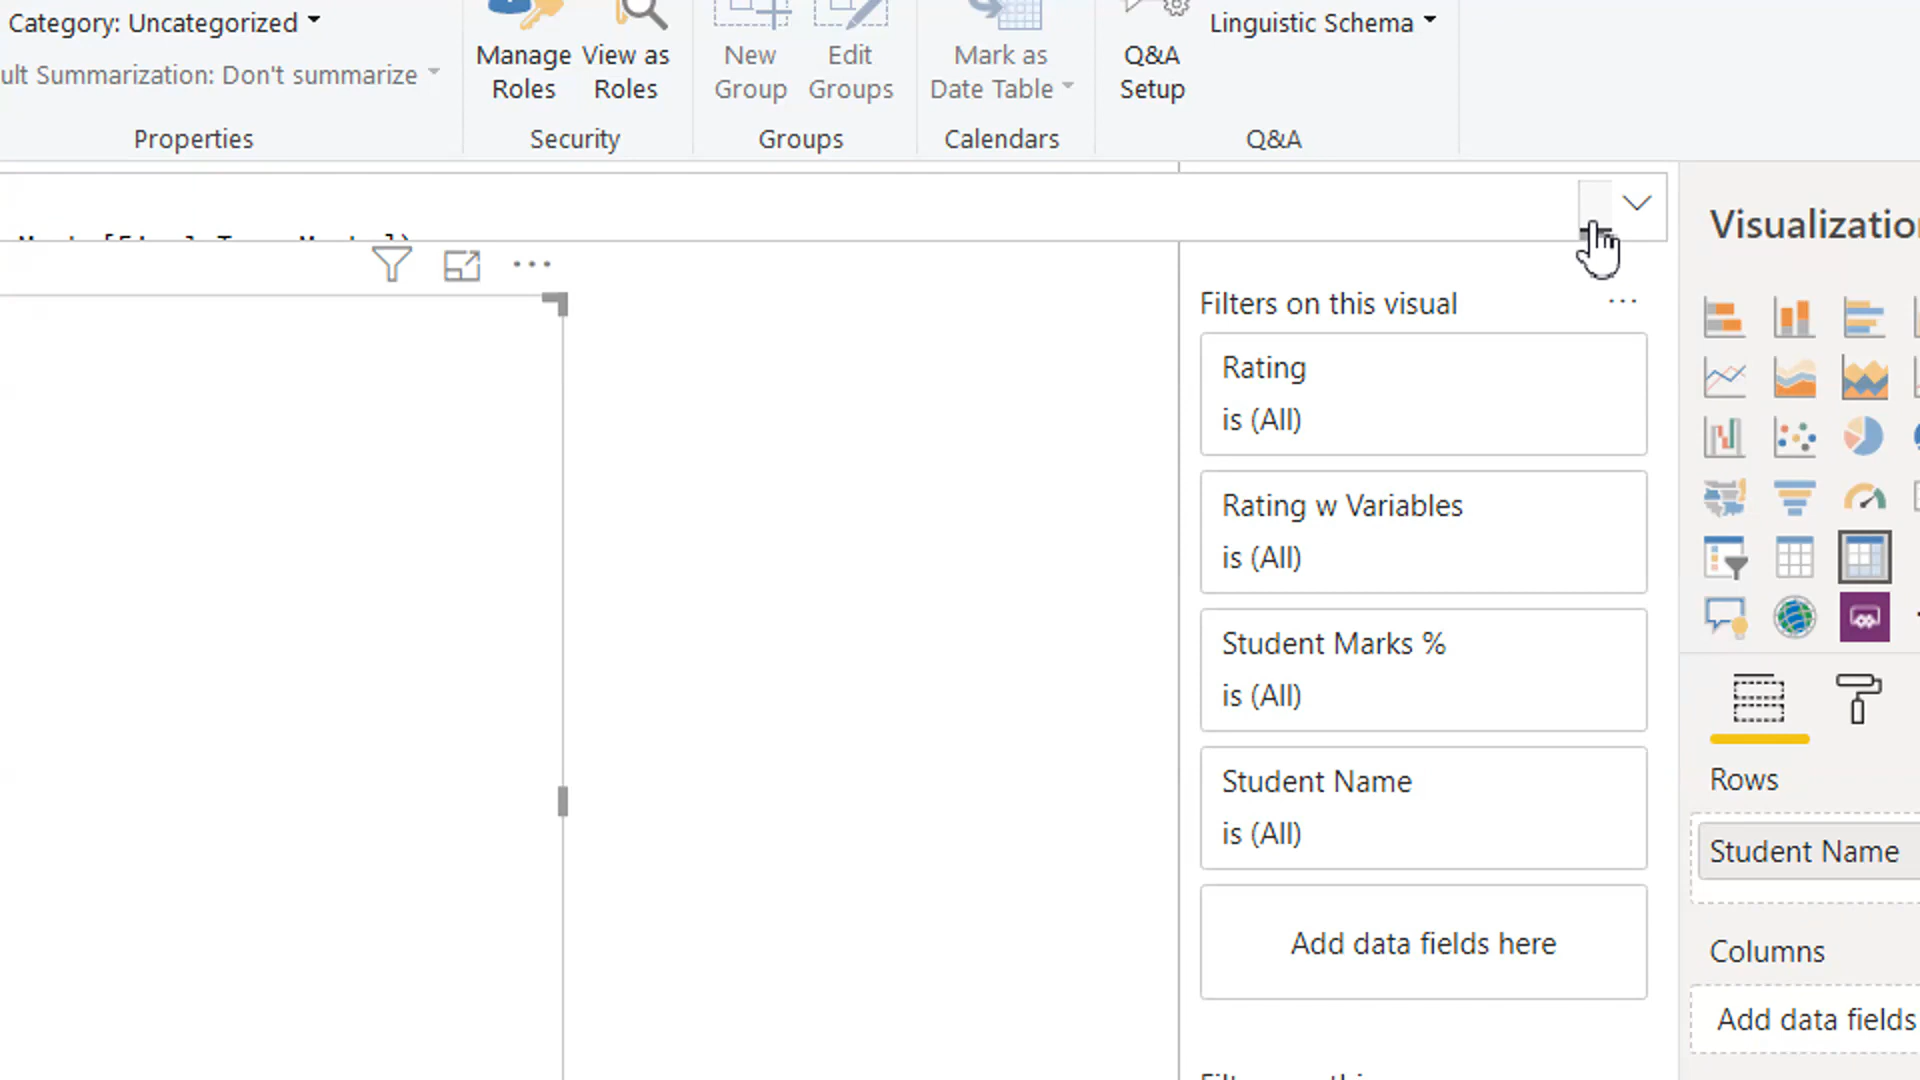 Category: Uncategorized
ult Summarization: Don't summarize
Properties
Manage Roles
View as Roles
Security
New Group
Edit Groups
Groups
Mark as Date Table
Calendars
Q&A Setup
Linguistic Schema
Q&A
Filters on this visual
Rating
is (All)
Rating w Variables
is (All)
Student Marks %
is (All)
Student Name
is (All)
Add data fields here
Visualizatio
Rows
Student Name
Columns
Add data fields